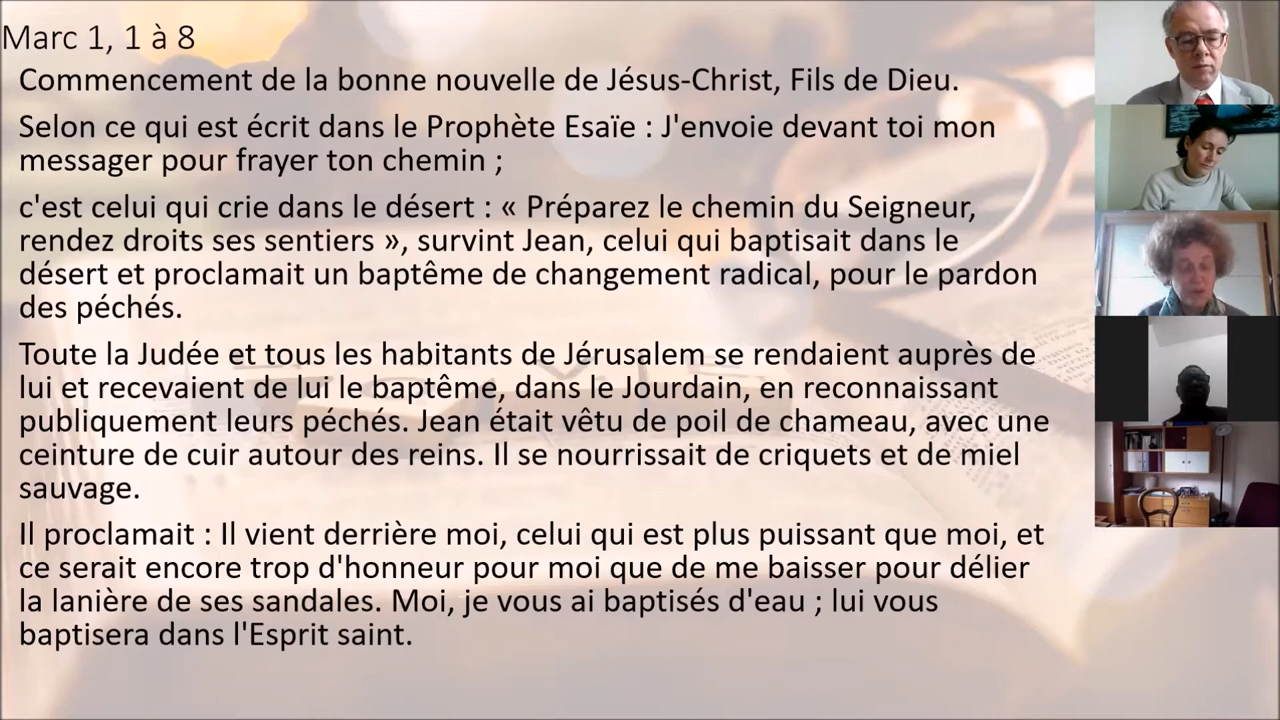 Marc 1, 1 à 8
Commencement de la bonne nouvelle de Jésus-Christ, Fils de Dieu.
Selon ce qui est écrit dans le Prophète Esaïe : J'envoie devant toi mon
messager pour frayer ton chemin ;
c'est celui qui crie dans le désert : « Préparez le chemin du Seigneur,
rendez droits ses sentiers », survint Jean, celui qui baptisait dans le
désert et proclamait un baptême de changement radical, pour le pardon
des péchés.
Toute la Judée et tous les habitants de Jérusalem se rendaient auprès de
lui et recevaient de lui le baptême, dans le Jourdain, en reconnaissant
publiquement leurs péchés. Jean était vêtu de poil de chameau, avec une
ceinture de cuir autour des reins. Il se nourrissait de criquets et de miel
sauvage.
Il proclamait : Il vient derrière moi, celui qui est plus puissant que moi, et
ce serait encore trop d'honneur pour moi que de me baisser pour délier
la lanière de ses sandales. Moi, je vous ai baptisés d'eau ; lui vous
baptisera dans l'Esprit saint.